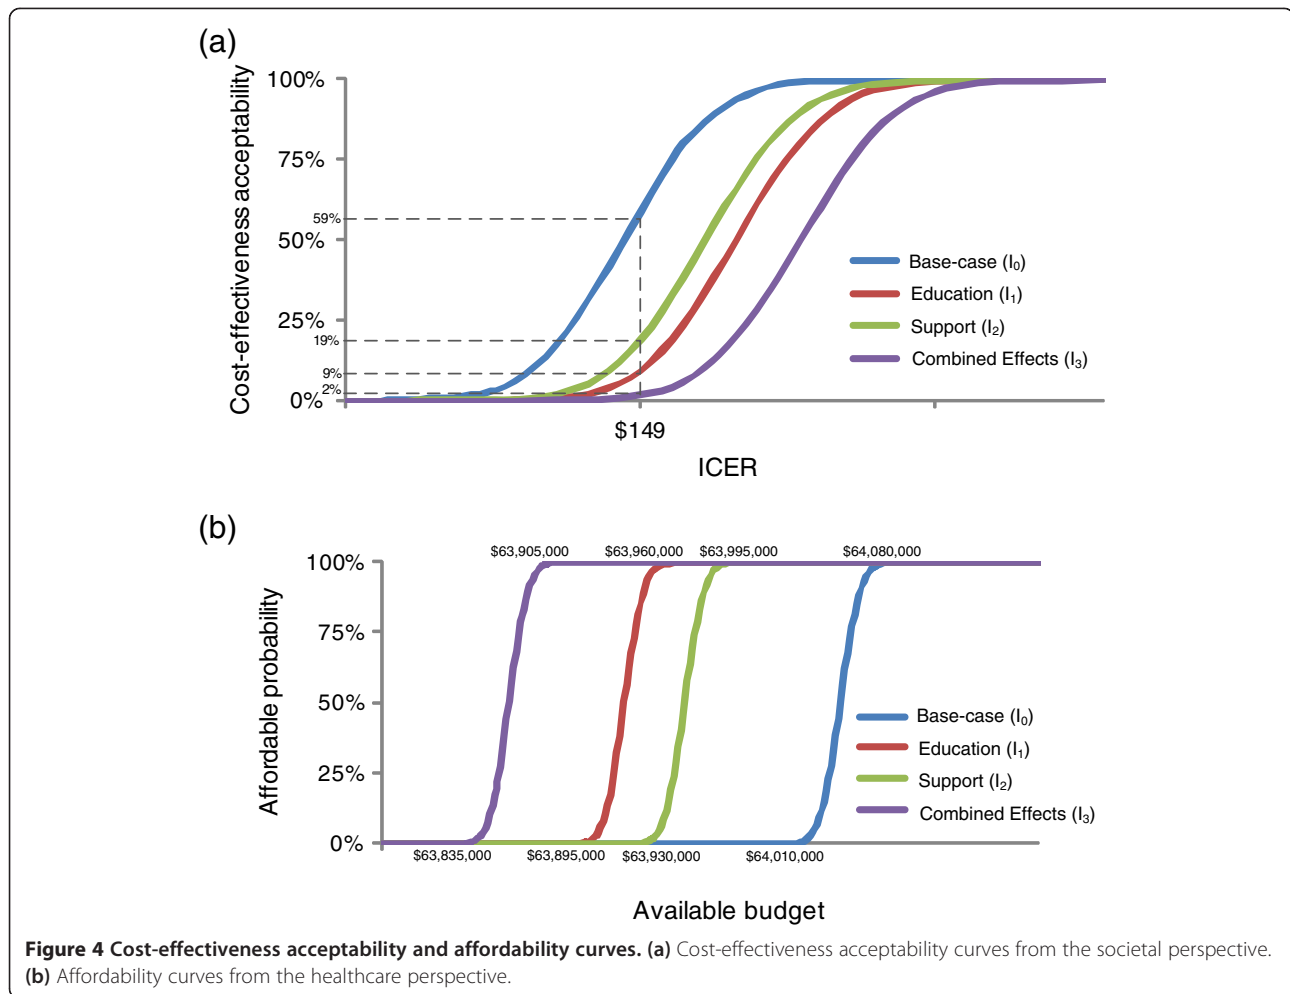 (a)
Cost-effectiveness acceptability
100%
75%
59%
50%
25%
19%
9%
2%
0%
$149
ICER
Base-case (I0)
Education (I1)
Support (I2)
Combined Effects (I3)
(b)
Affordable probability
$63,905,000 $63,960,000 $63,995,000 $64,080,000
100%
75%
50%
25%
0%
$63,835,000 $63,895,000 $63,930,000 $64,010,000
Base-case (I0)
Education (I1)
Support (I2)
Combined Effects (I3)
Available budget
Figure 4 Cost-effectiveness acceptability and affordability curves. (a) Cost-effectiveness acceptability curves from the societal perspective.
(b) Affordability curves from the healthcare perspective.